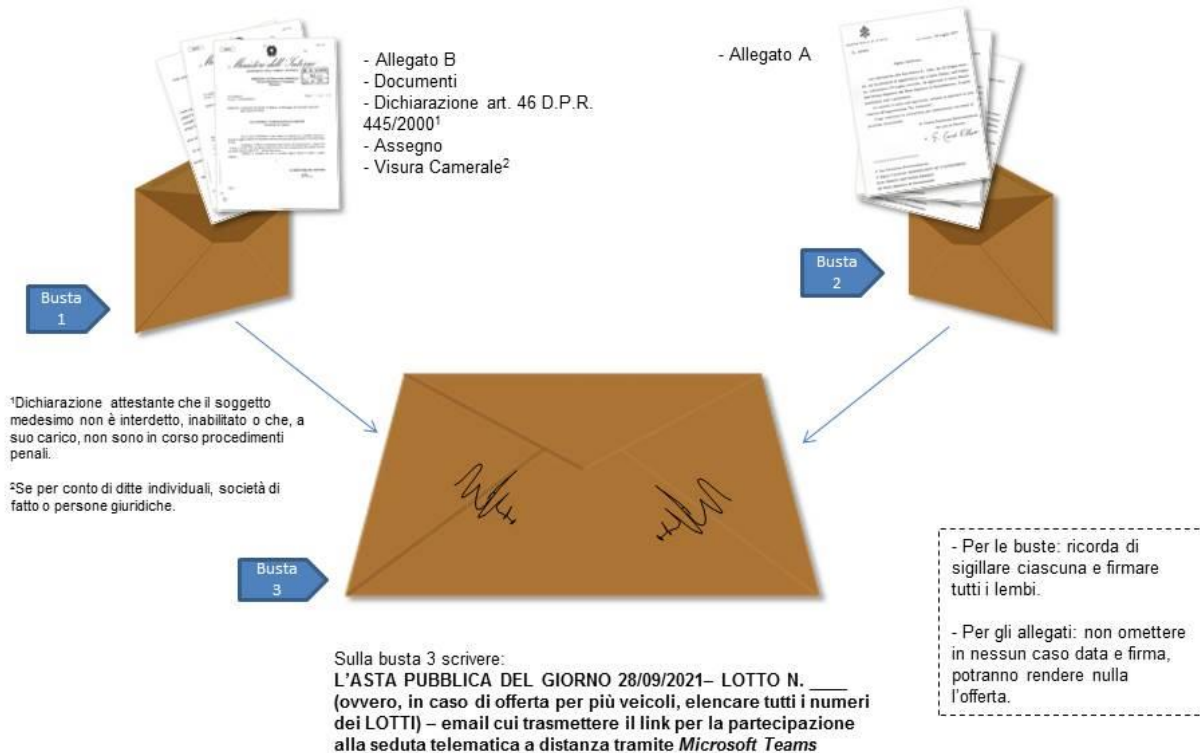 Ministero dell'Interno
- Allegato B
- Documenti
- Dichiarazione art. 46 D.P.R.
445/2000¹
- Assegno
- Visura Camerale²
- Allegato A
Busta
1
Busta
2
¹Dichiarazione attestante che il soggetto
medesimo non è interdetto, inabilitato o che, a
suo carico, non sono in corso procedimenti
penali.
²Se per conto di ditte individuali, società di
fatto o persone giuridiche.
Busta
3
- Per le buste: ricorda di
sigillare ciascuna e firmare
tutti i lembi.
- Per gli allegati: non omettere
in nessun caso data e firma,
potranno rendere nulla
l'offerta.
Sulla busta 3 scrivere:
L'ASTA PUBBLICA DEL GIORNO 28/09/2021– LOTTO N. ____
(ovvero, in caso di offerta per più veicoli, elencare tutti i numeri
dei LOTTI) – email cui trasmettere il link per la partecipazione
alla seduta telematica a distanza tramite Microsoft Teams